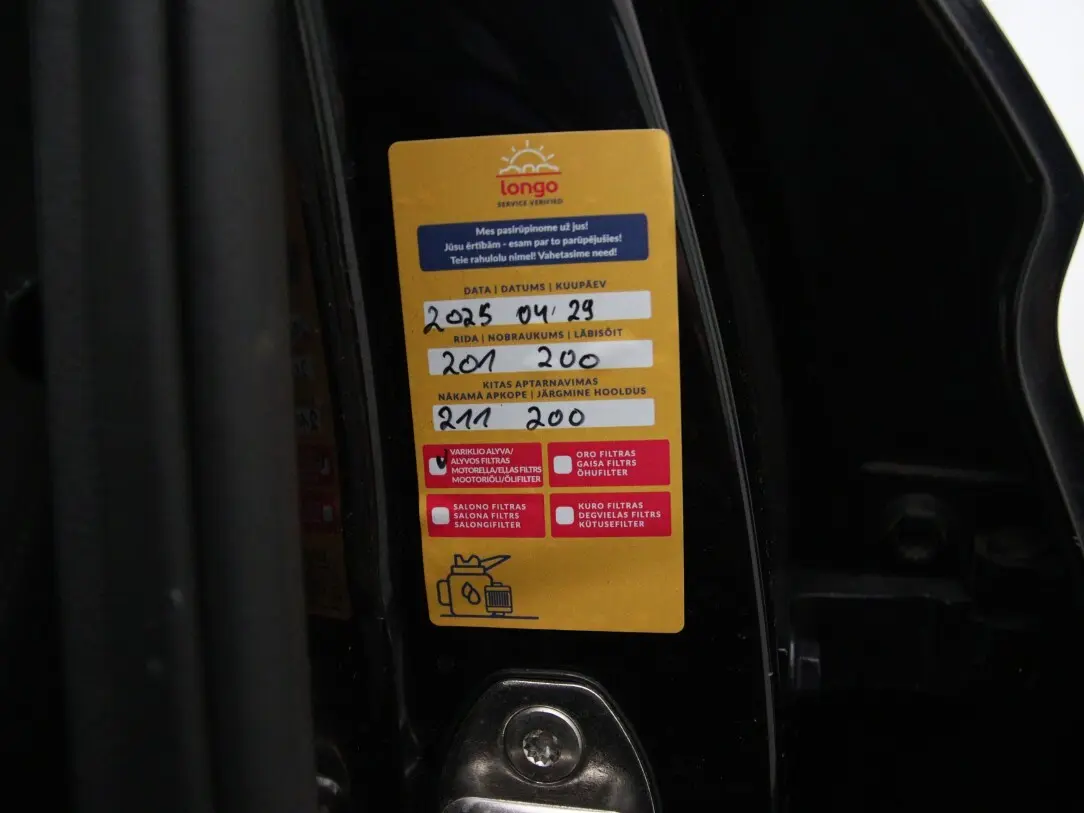 longo
SERVICE VERIFIED
Mes pasirūpinome už jus!
Jūsu ērtībām - esam par to parūpējušies!
Teie rahulolu nimel! Vahetasime need!
DATA | DATUMS | KUUPÄEV
2025 04 29
RIDA | NOBRAUKUMS | LÄBISÕIT
201 200
KITAS APTARNAVIMAS
NĀKAMĀ APKOPE | JÄRGMINE HOOLDUS
211 200
VARIKLIO ALYVA/
ALYVOS FILTRAS
MOTORELLA/ELLAS FILTRS
MOOTORIÕLI/ÕLIFILTER
ORO FILTRAS
GAISA FILTRS
ÕHUFILTER
SALONO FILTRAS
SALONA FILTRS
SALONGIFILTER
KURO FILTRAS
DEGVIELAS FILTRS
KÜTUSEFILTER